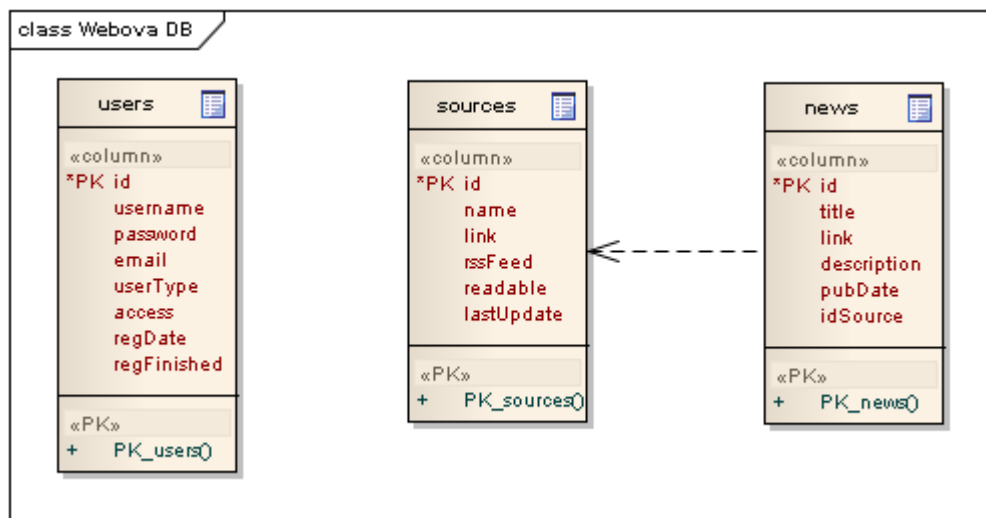 class Webova DB
users
«column»
*PK id
username
password
email
userType
access
regDate
regFinished
«PK»
+ PK_users()
sources
«column»
*PK id
name
link
rssFeed
readable
lastUpdate
«PK»
+ PK_sources()
news
«column»
*PK id
title
link
description
pubDate
idSource
«PK»
+ PK_news()